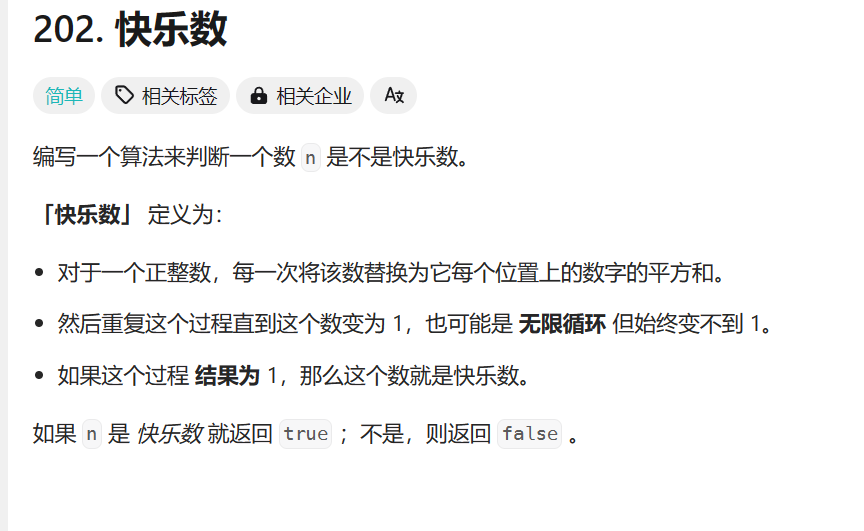 202. 快乐数
简单 相关标签 相关企业 A文
编写一个算法来判断一个数 n 是不是快乐数。
「快乐数」 定义为：
• 对于一个正整数，每一次将该数替换为它每个位置上的数字的平方和。
• 然后重复这个过程直到这个数变为 1，也可能是 无限循环 但始终变不到 1。
• 如果这个过程 结果为 1，那么这个数就是快乐数。
如果 n 是 快乐数 就返回 true ；不是，则返回 false 。